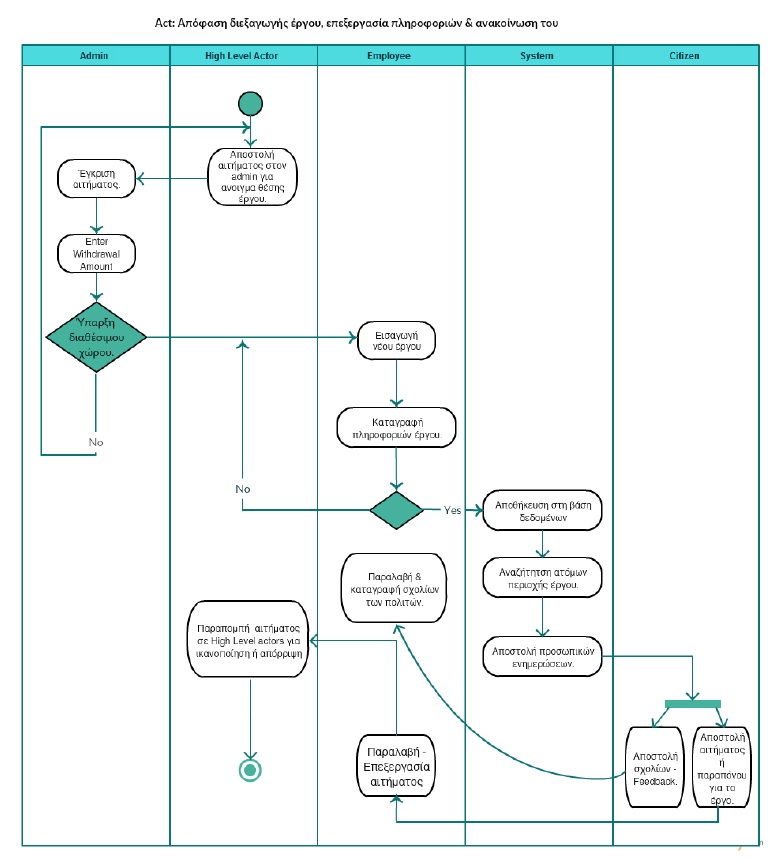 Act: Απόφαση διεξαγωγής έργου, επεξεργασία πληροφοριών & ανακοίνωση του
Admin
High Level Actor
Employee
System
Citizen
Αποστολή
αιτήματος στον
admin για
ανοιγμα θέσης
έργου.
Έγκριση
αιτήματος.
Enter
Withdrawal
Amount
Ύπαρξη
διαθέσιμου
χώρου.
No
Εισαγωγή
νέου έργου
Καταγραφή
πληροφοριών έργου.
No
Yes
Αποθήκευση στη βάση
δεδομένων
Αναζήτητση ατόμων
περιοχής έργου.
Αποστολή προσωπικών
ενημερώσεων.
Παραλαβή &
καταγραφή σχολίων
των πολιτών.
Παραπομπή αιτήματος
σε High Level actors για
ικανοποίηση ή απόρριψη
Παραλαβή -
Επεξεργασία
αιτήματος
Αποστολή
σχολίων -
Feedback.
Αποστολή
αιτήματος
ή
παραπόνου
για το
έργο.